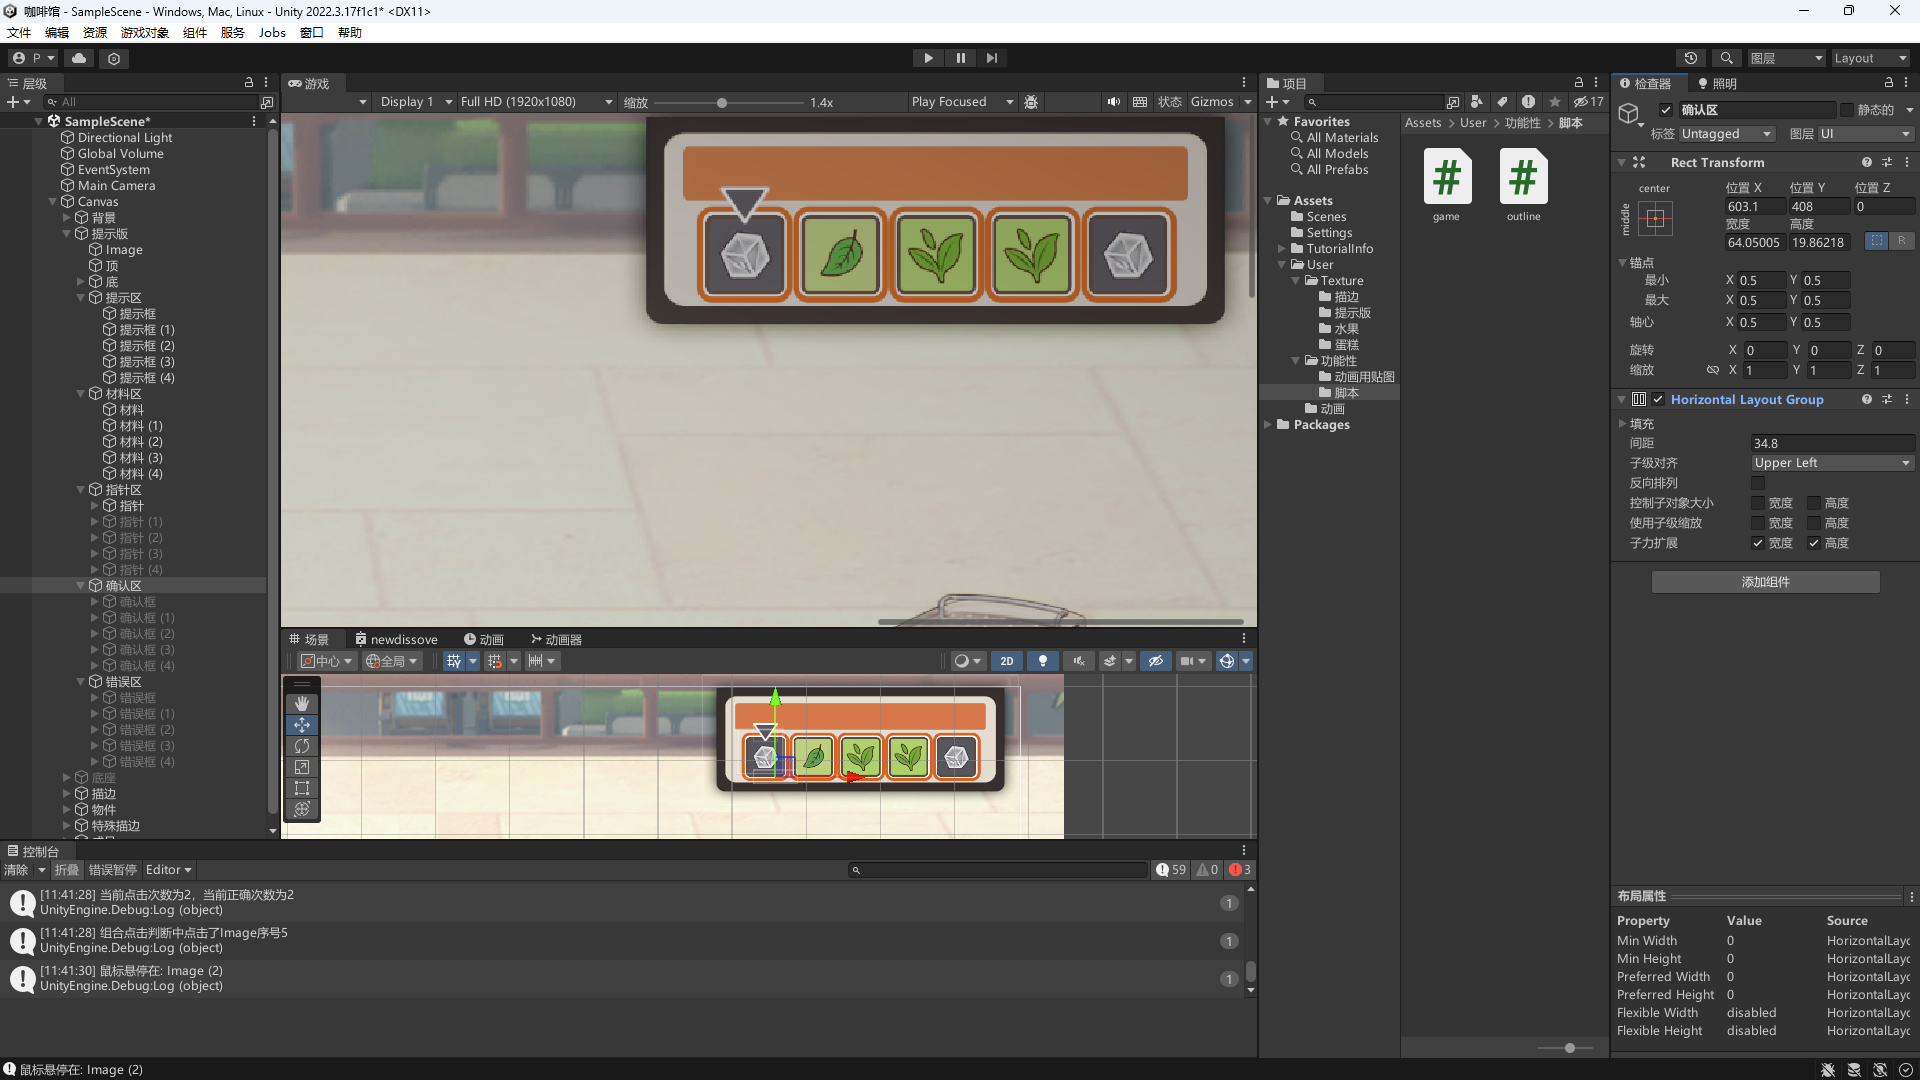 咖啡馆 - SampleScene - Windows, Mac, Linux - Unity 2022.3.17f1c1* <DX11>
文件 编辑 资源 游戏对象 组件 服务 Jobs 窗口 帮助
P
图层
Layout
层级
All
SampleScene*
Directional Light
Global Volume
EventSystem
Main Camera
Canvas
背景
提示版
Image
顶
底
提示区
提示框
提示框 (1)
提示框 (2)
提示框 (3)
提示框 (4)
材料区
材料
材料 (1)
材料 (2)
材料 (3)
材料 (4)
指针区
指针
指针 (1)
指针 (2)
指针 (3)
指针 (4)
确认区
确认框
确认框 (1)
确认框 (2)
确认框 (3)
确认框 (4)
错误区
错误框
错误框 (1)
错误框 (2)
错误框 (3)
错误框 (4)
底座
描边
物件
特殊描边
游戏
Display 1 Full HD (1920x1080) 缩放 1.4x Play Focused 状态 Gizmos
场景 newdissove 动画 动画器
中心 全局 2D
项目
17
Favorites
All Materials
All Models
All Prefabs
Assets
Scenes
Settings
TutorialInfo
User
Texture
描边
提示版
水果
蛋糕
功能性
动画用贴图
脚本
动画
Packages
Assets > User > 功能性 > 脚本
game
outline
检查器 照明
确认区 静态的
标签 Untagged 图层 UI
Rect Transform
center
middle
位置 X 位置 Y 位置 Z
603.1 408 0
宽度 高度
64.05005 19.86218 R
锚点
最小 X 0.5 Y 0.5
最大 X 0.5 Y 0.5
轴心 X 0.5 Y 0.5
旋转 X 0 Y 0 Z 0
缩放 X 1 Y 1 Z 1
Horizontal Layout Group
填充
间距 34.8
子级对齐 Upper Left
反向排列
控制子对象大小 宽度 高度
使用子级缩放 宽度 高度
子力扩展 宽度 高度
添加组件
布局属性
Property Value Source
Min Width 0 HorizontalLayc
Min Height 0 HorizontalLayc
Preferred Width 0 HorizontalLayc
Preferred Height 0 HorizontalLayc
Flexible Width disabled HorizontalLayc
Flexible Height disabled HorizontalLayc
控制台
清除 折叠 错误暂停 Editor
59 0 3
[11:41:28] 当前点击次数为2，当前正确次数为2
UnityEngine.Debug:Log (object)
1
[11:41:28] 组合点击判断中点击了Image序号5
UnityEngine.Debug:Log (object)
1
[11:41:30] 鼠标悬停在: Image (2)
UnityEngine.Debug:Log (object)
1
鼠标悬停在: Image (2)